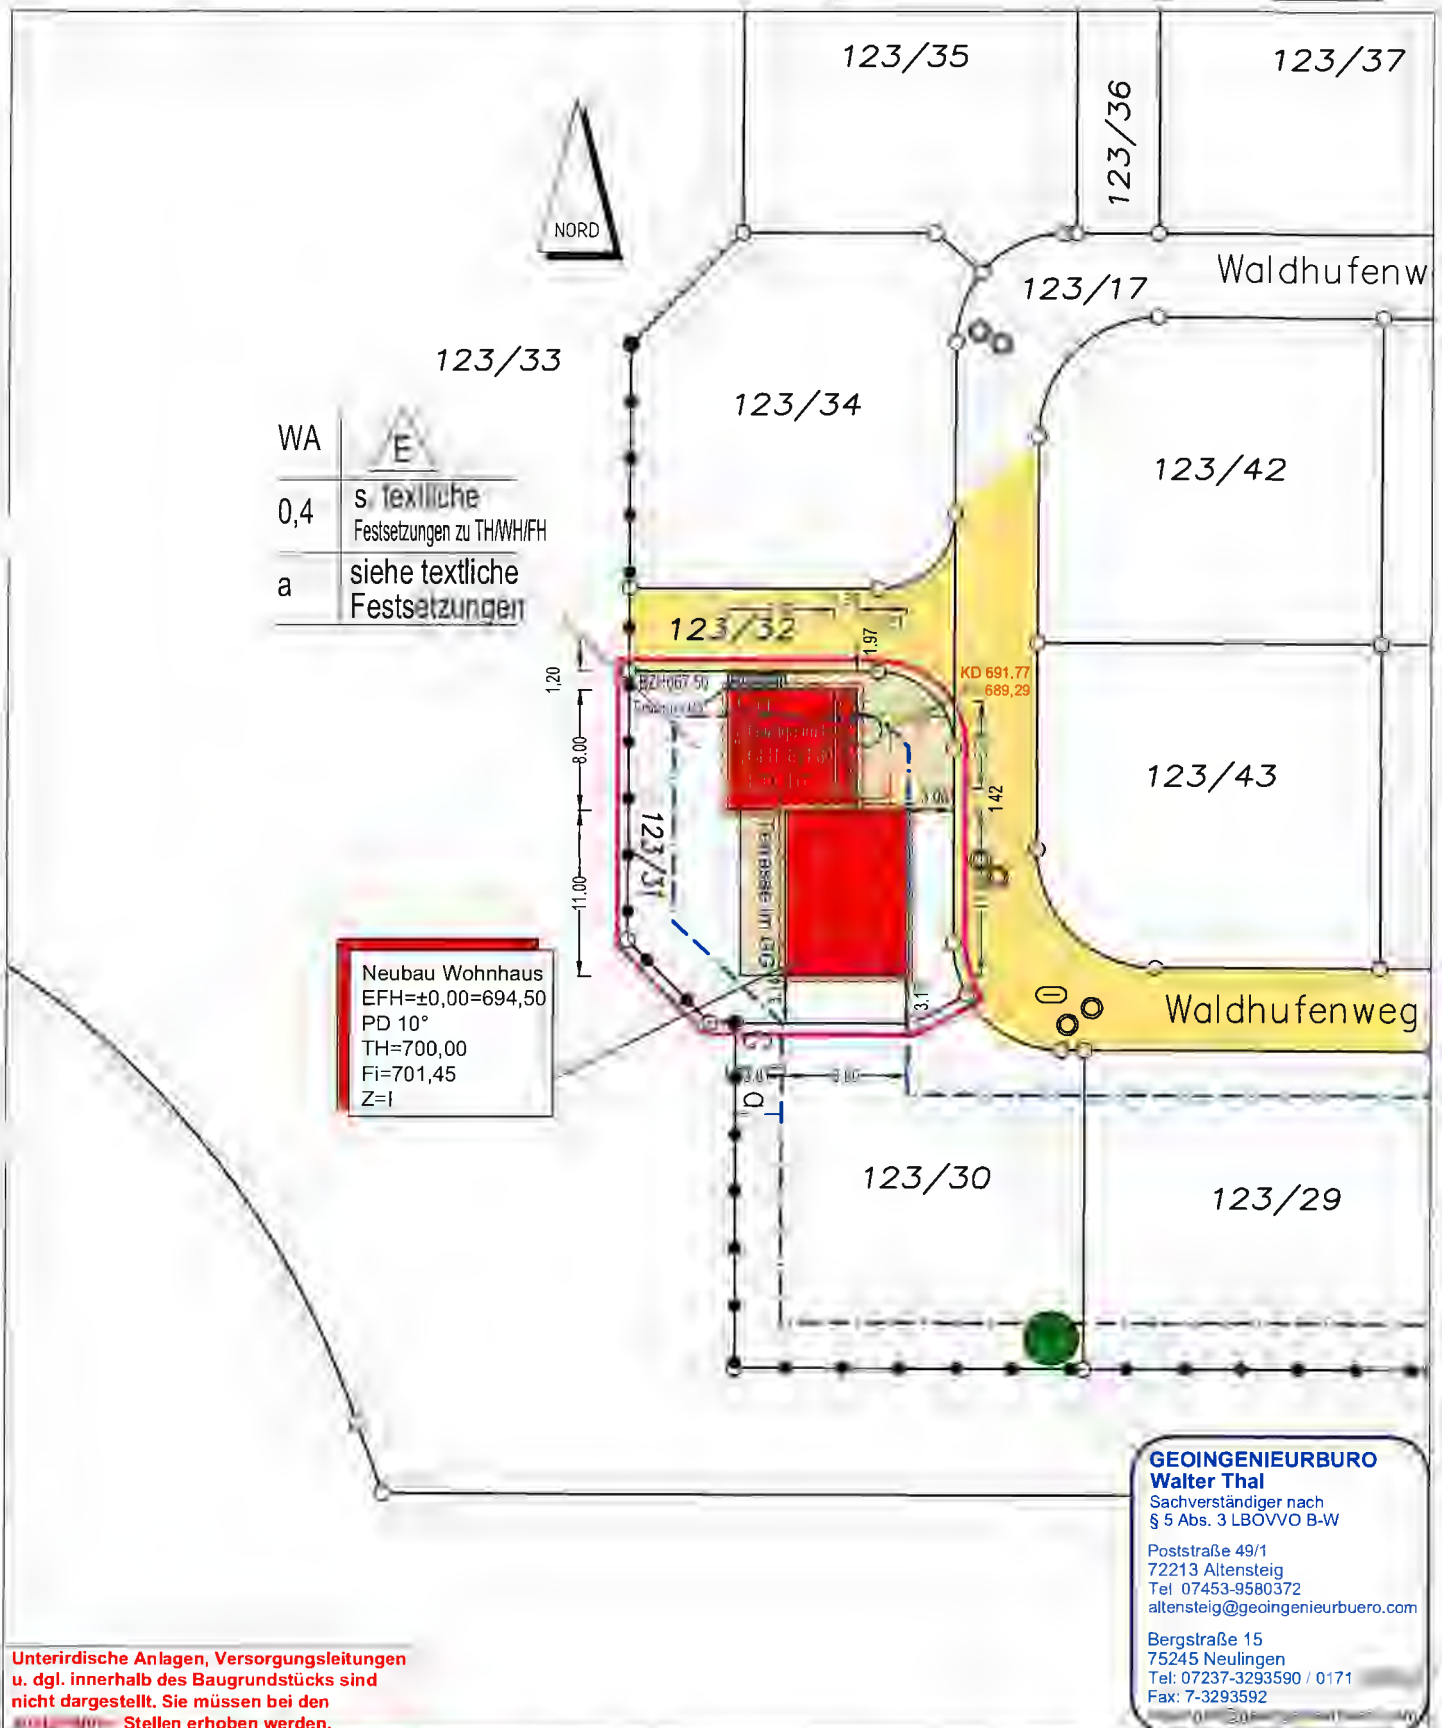 123/35
123/37
123/36
NORD
Waldhufenw
123/17
123/33
123/34
WA
E
123/42
0,4
s. textliche
Festsetzungen zu TH/WH/FH
a
siehe textliche
Festsetzungen
123/32
1.97
1,20
KD 691,77
689,29
8.00
1.42
123/43
123/31
11.00
Terrasse im
Neubau Wohnhaus
EFH=±0,00=694,50
PD 10°
TH=700,00
Fi=701,45
Z=I
3.1
Waldhufenweg
123/30
123/29
GEOINGENIEURBURO
Walter Thal
Sachverständiger nach
§ 5 Abs. 3 LBOVVO B-W
Poststraße 49/1
72213 Altensteig
Tel 07453-9580372
altensteig@geoingenieurbuero.com
Bergstraße 15
75245 Neulingen
Tel: 07237-3293590 / 0171
Fax: 7-3293592
Unterirdische Anlagen, Versorgungsleitungen
u. dgl. innerhalb des Baugrundstücks sind
nicht dargestellt. Sie müssen bei den
Stellen erhoben werden.